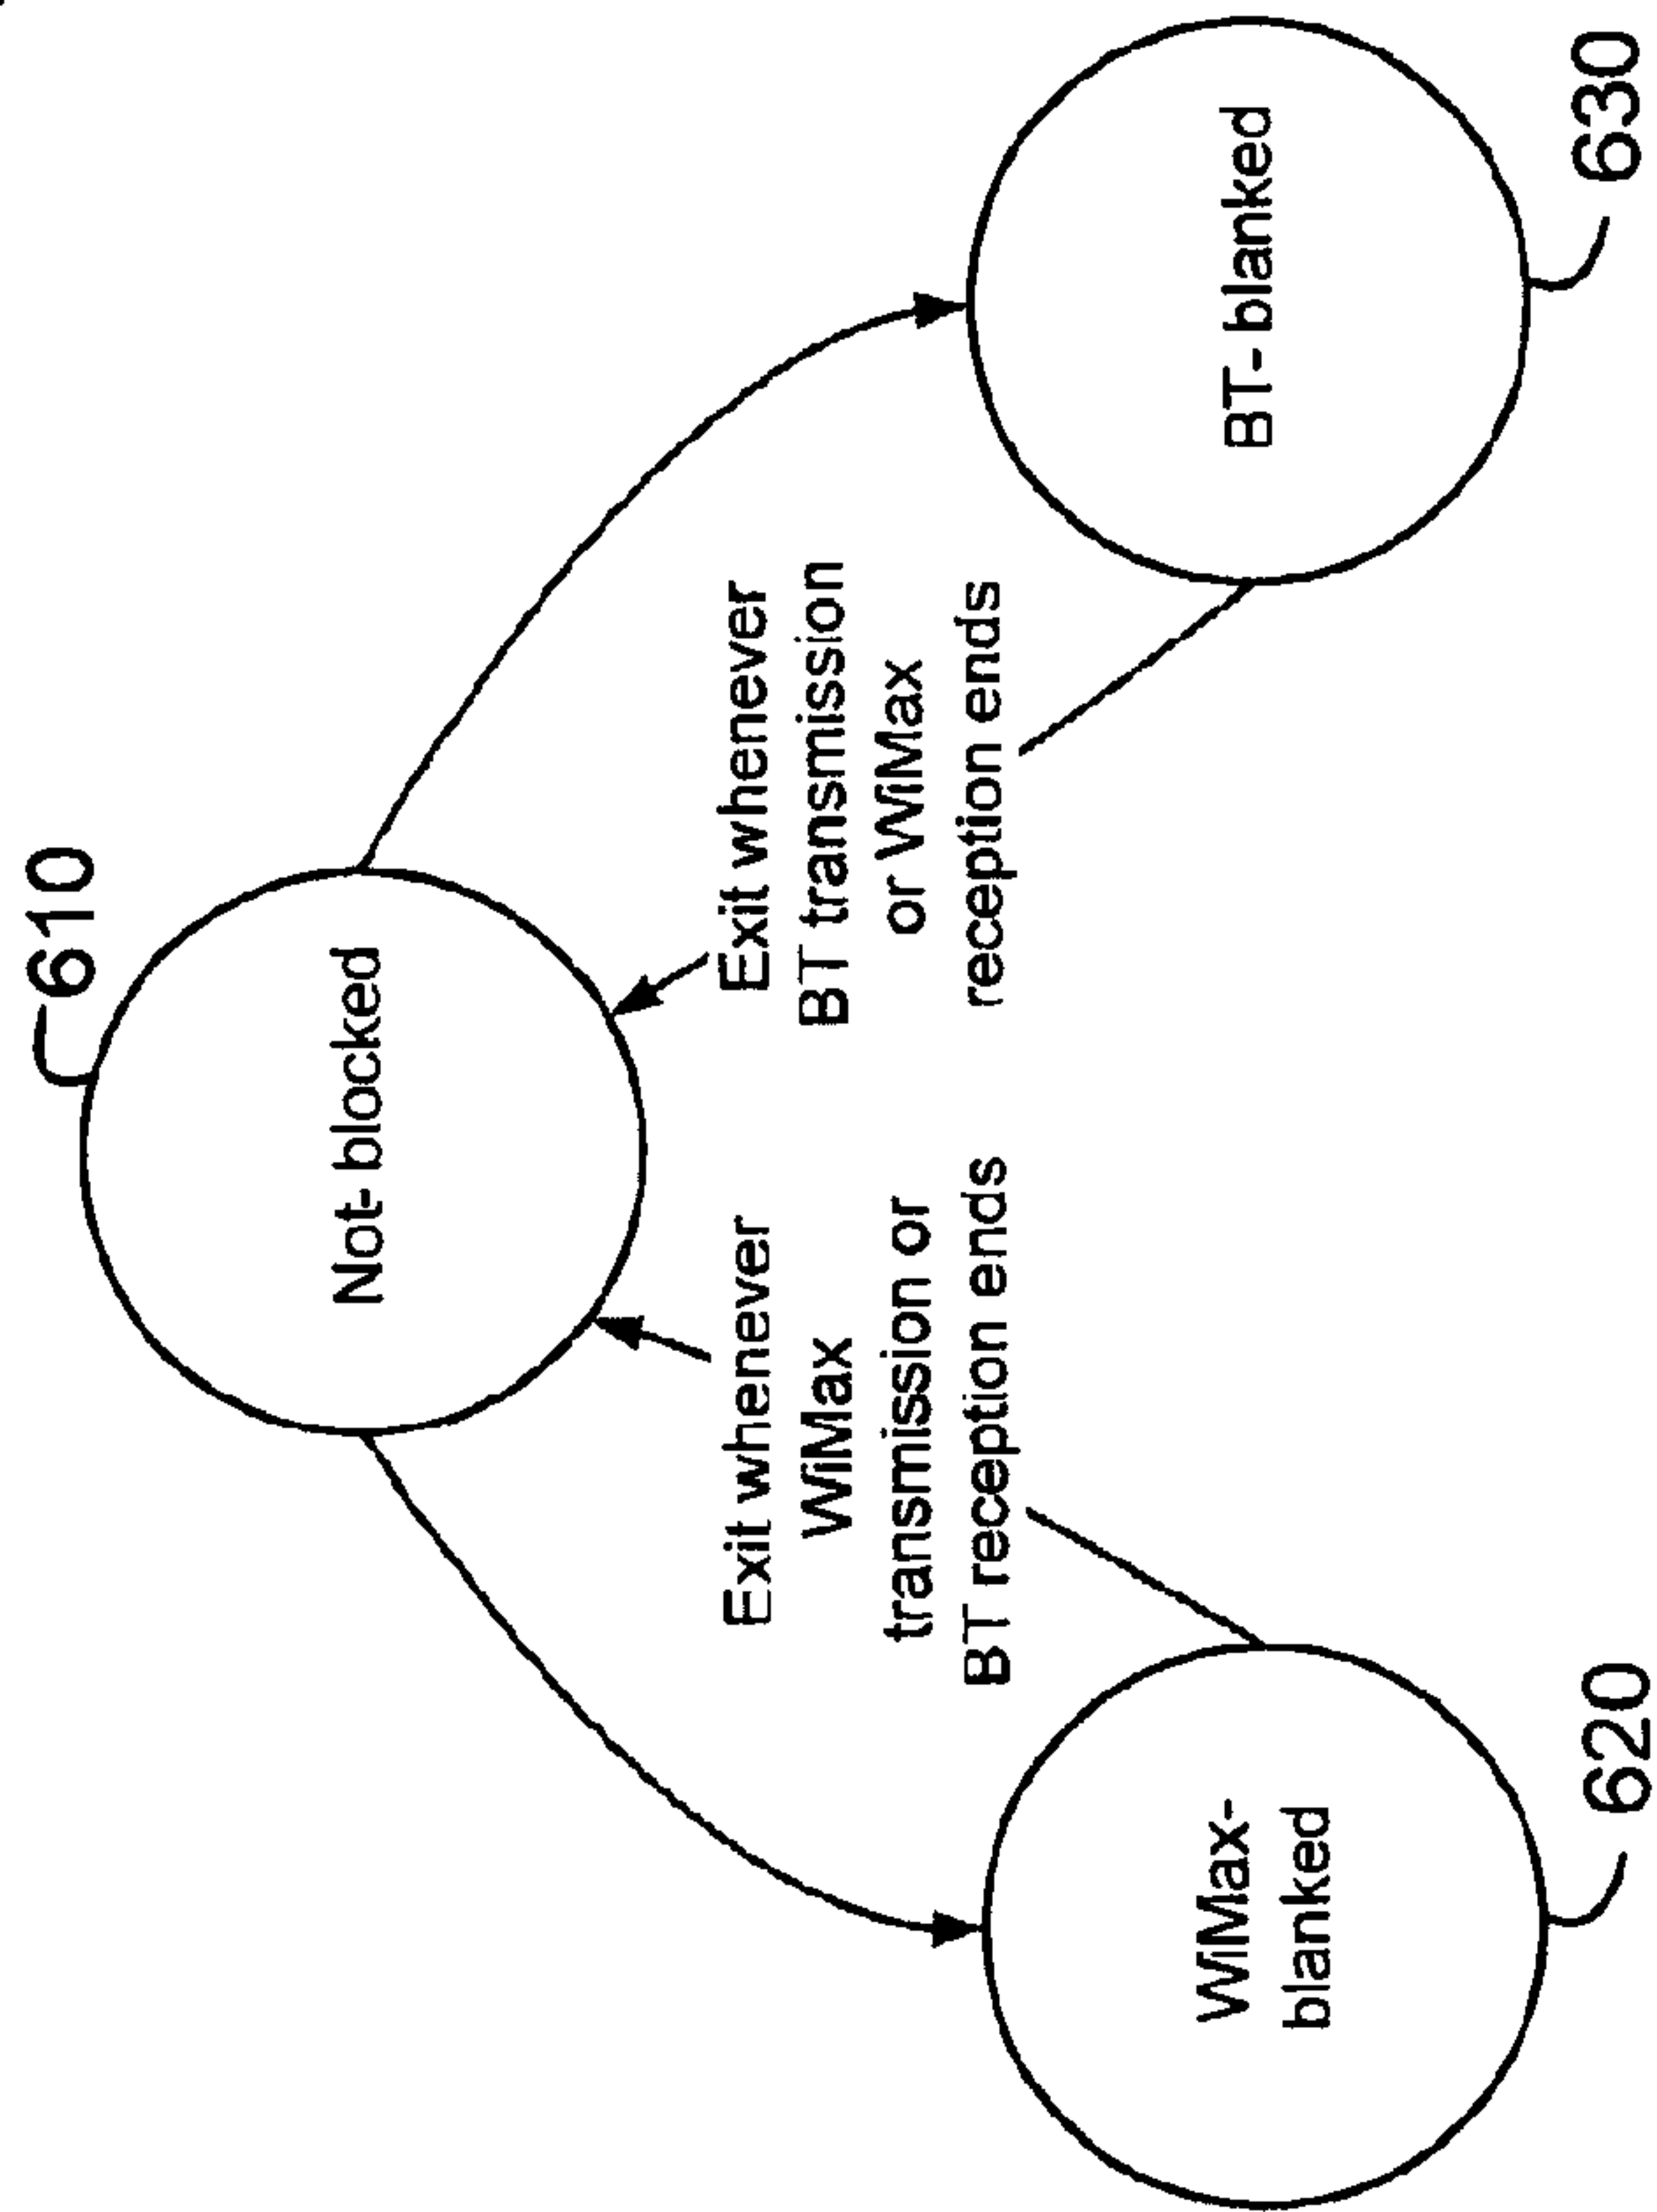 610
Not-blocked
Exit whenever
WiMax
transmission or
BT reception ends
Exit whenever
BT transmission
or WiMax
reception ends
WiMax-
blanked
620
BT-blanked
630